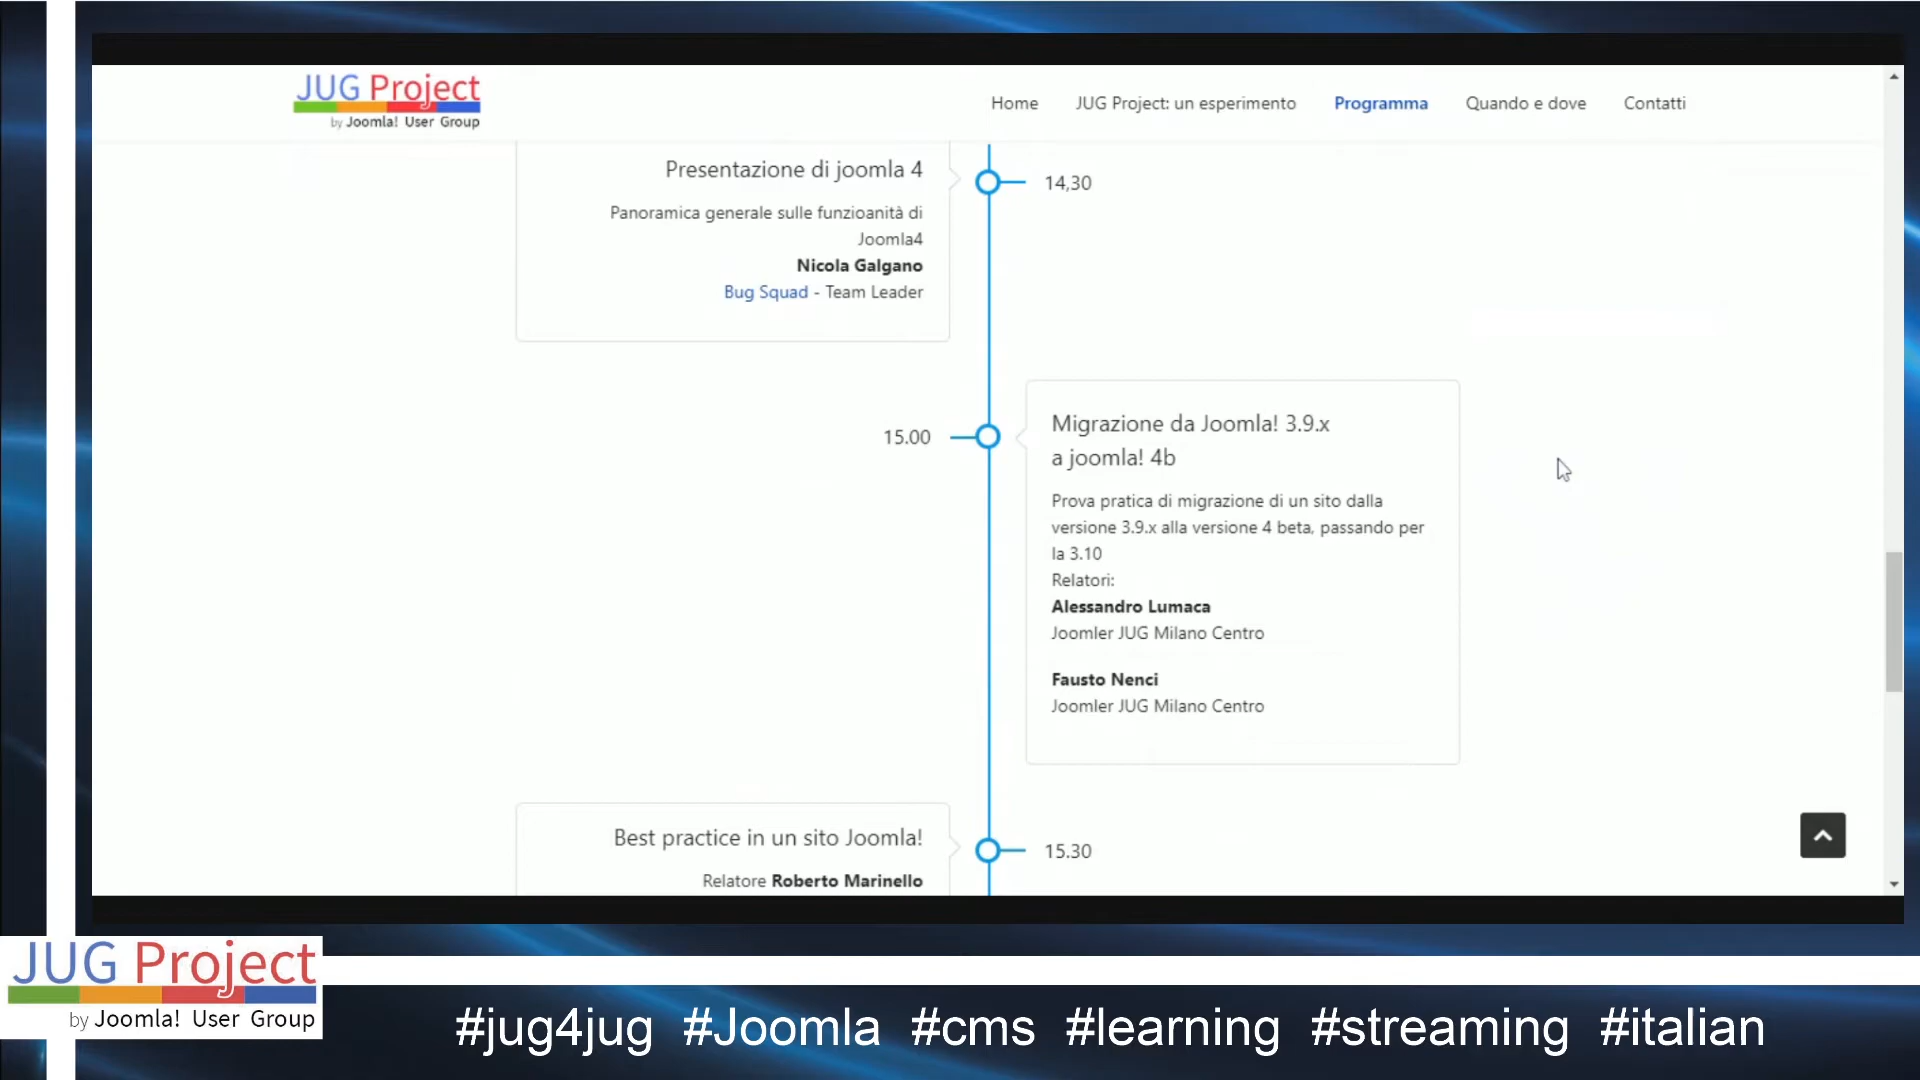 JUG Project
by Joomla! User Group
Home JUG Project: un esperimento Programma Quando e dove Contatti
Presentazione di joomla 4
14,30
Panoramica generale sulle funzioanità di
Joomla4
Nicola Galgano
Bug Squad - Team Leader
15.00
Migrazione da Joomla! 3.9.x
a joomla! 4b
Prova pratica di migrazione di un sito dalla
versione 3.9.x alla versione 4 beta, passando per
la 3.10
Relatori:
Alessandro Lumaca
Joomler JUG Milano Centro
Fausto Nenci
Joomler JUG Milano Centro
Best practice in un sito Joomla!
15.30
Relatore Roberto Marinello
JUG Project
by Joomla! User Group
#jug4jug #Joomla #cms #learning #streaming #italian